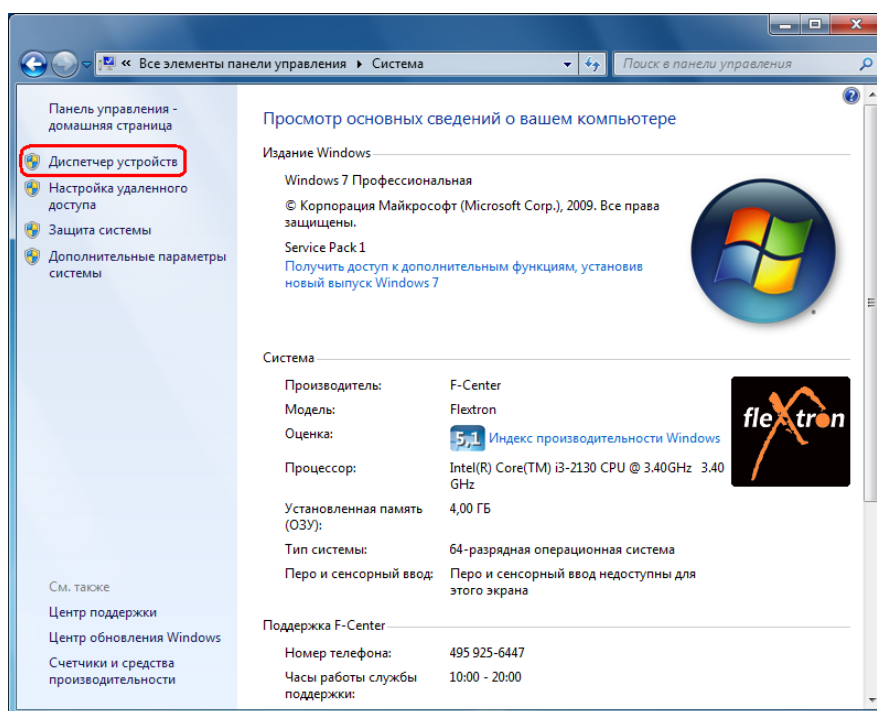 « Все элементы панели управления ▸ Система
Поиск в панели управления
Панель управления -
домашняя страница
Диспетчер устройств
Настройка удаленного
доступа
Защита системы
Дополнительные параметры
системы
См. также
Центр поддержки
Центр обновления Windows
Счетчики и средства
производительности
Просмотр основных сведений о вашем компьютере
Издание Windows
Windows 7 Профессиональная
© Корпорация Майкрософт (Microsoft Corp.), 2009. Все права
защищены.
Service Pack 1
Получить доступ к дополнительным функциям, установив
новый выпуск Windows 7
Система
Производитель: F-Center
Модель: Flextron
Оценка: 5,1 Индекс производительности Windows
Процессор: Intel(R) Core(TM) i3-2130 CPU @ 3.40GHz 3.40
GHz
Установленная память 4,00 ГБ
(ОЗУ):
Тип системы: 64-разрядная операционная система
Перо и сенсорный ввод: Перо и сенсорный ввод недоступны для
этого экрана
flextron
Поддержка F-Center
Номер телефона: 495 925-6447
Часы работы службы 10:00 - 20:00
поддержки: